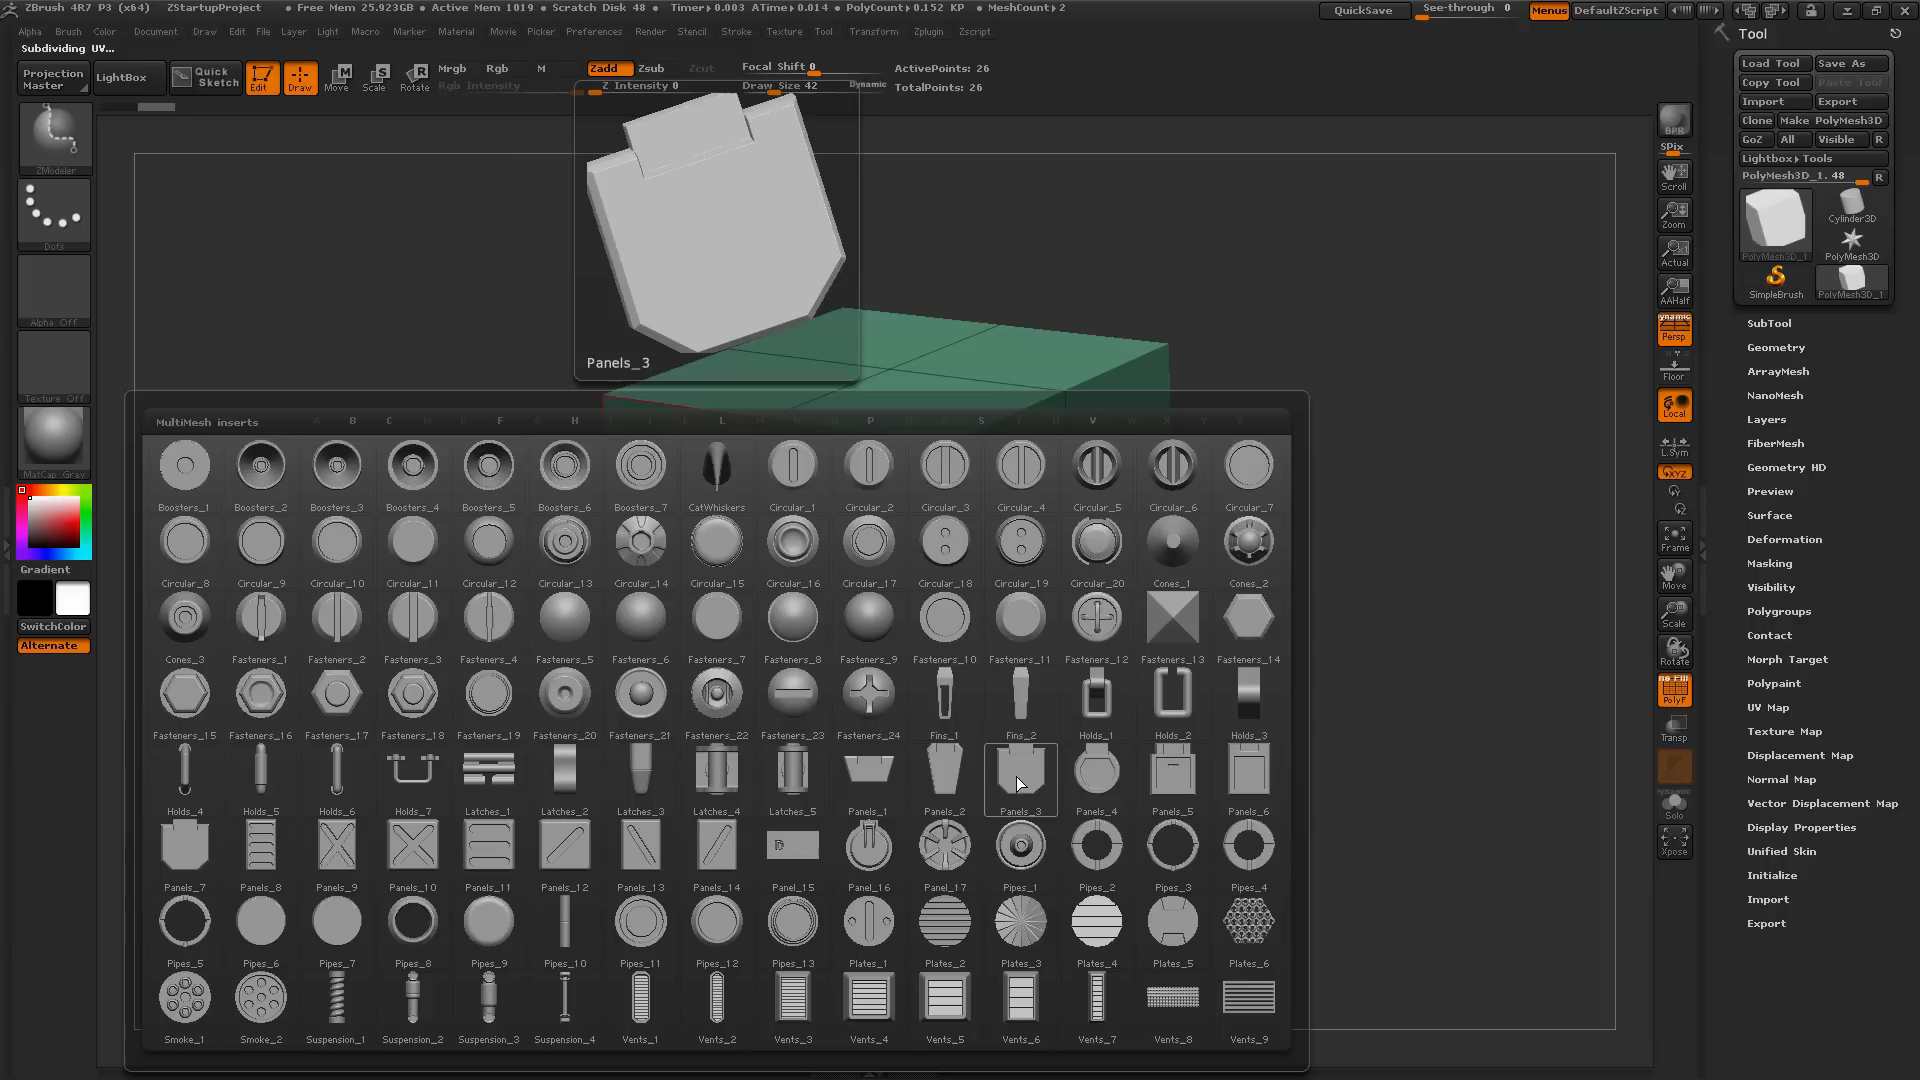 ZBrush 4R7 P3 (x64) ZStartupProject • Free Mem 25.923GB • Active Mem 1019 • Scratch Disk 48 • Timer▸0.003 ATime▸0.014 • PolyCount▸0.152 KP • MeshCount▸2 QuickSave See-through 0 Menus DefaultZScript
Alpha Brush Color Document Draw Edit File Layer Light Macro Marker Material Movie Picker Preferences Render Stencil Stroke Texture Tool Transform Zplugin Zscript
Subdividing UV...
Projection Master LightBox Quick Sketch Edit Draw Move Scale Rotate
Mrgb Rgb M Zadd Zsub Zcut Focal Shift 0 ActivePoints: 26
Rgb Intensity Z Intensity 0 Draw Size 42 Dynamic TotalPoints: 26
ZModeler
Dots
Alpha Off
Texture Off
MatCap Gray
Gradient
SwitchColor
Alternate
Panels_3
MultiMesh inserts A B C D E F G H L P S T V W X Y
Boosters_1 Boosters_2 Boosters_3 Boosters_4 Boosters_5 Boosters_6 Boosters_7 CatWhiskers Circular_1 Circular_2 Circular_3 Circular_4 Circular_5 Circular_6 Circular_7
Circular_8 Circular_9 Circular_10 Circular_11 Circular_12 Circular_13 Circular_14 Circular_15 Circular_16 Circular_17 Circular_18 Circular_19 Circular_20 Cones_1 Cones_2
Cones_3 Fasteners_1 Fasteners_2 Fasteners_3 Fasteners_4 Fasteners_5 Fasteners_6 Fasteners_7 Fasteners_8 Fasteners_9 Fasteners_10 Fasteners_11 Fasteners_12 Fasteners_13 Fasteners_14
Fasteners_15 Fasteners_16 Fasteners_17 Fasteners_18 Fasteners_19 Fasteners_20 Fasteners_21 Fasteners_22 Fasteners_23 Fasteners_24 Fins_1 Fins_2 Holds_1 Holds_2 Holds_3
Holds_4 Holds_5 Holds_6 Holds_7 Latches_1 Latches_2 Latches_3 Latches_4 Latches_5 Panels_1 Panels_2 Panels_3 Panels_4 Panels_5 Panels_6
Panels_7 Panels_8 Panels_9 Panels_10 Panels_11 Panels_12 Panels_13 Panels_14 Panel_15 Panel_16 Panel_17 Pipes_1 Pipes_2 Pipes_3 Pipes_4
Pipes_5 Pipes_6 Pipes_7 Pipes_8 Pipes_9 Pipes_10 Pipes_11 Pipes_12 Pipes_13 Plates_1 Plates_2 Plates_3 Plates_4 Plates_5 Plates_6
Smoke_1 Smoke_2 Suspension_1 Suspension_2 Suspension_3 Suspension_4 Vents_1 Vents_2 Vents_3 Vents_4 Vents_5 Vents_6 Vents_7 Vents_8 Vents_9
BPR
SPix
Scroll
Zoom
Actual
AAHalf
Persp
Floor
Local
L.Sym
XYZ
Frame
Move
Scale
Rotate
PolyF
Transp
Dynamic
Solo
Xpose
Tool
Load Tool Save As
Copy Tool Paste Tool
Import Export
Clone Make PolyMesh3D
GoZ All Visible R
Lightbox▸Tools
PolyMesh3D_1. 48 R
Cylinder3D
PolyMesh3D_1 PolyMesh3D
SimpleBrush PolyMesh3D_1
SubTool
Geometry
ArrayMesh
NanoMesh
Layers
FiberMesh
Geometry HD
Preview
Surface
Deformation
Masking
Visibility
Polygroups
Contact
Morph Target
Polypaint
UV Map
Texture Map
Displacement Map
Normal Map
Vector Displacement Map
Display Properties
Unified Skin
Initialize
Import
Export